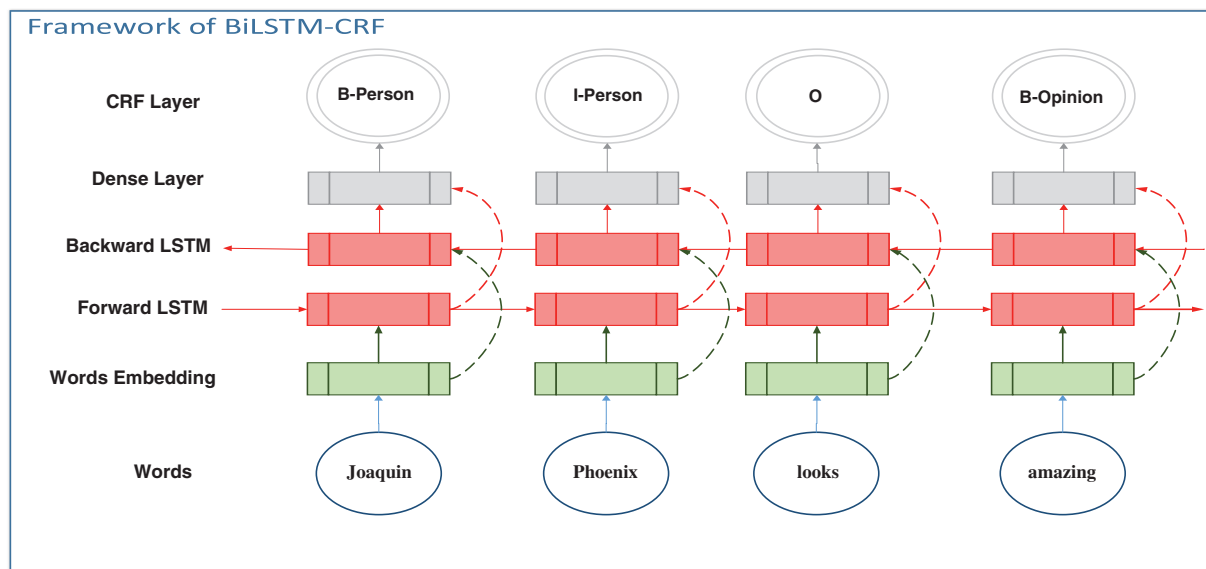 Framework of BiLSTM-CRF
CRF Layer B-Person I-Person O B-Opinion
Dense Layer
Backward LSTM
Forward LSTM
Words Embedding
Words Joaquin Phoenix looks amazing